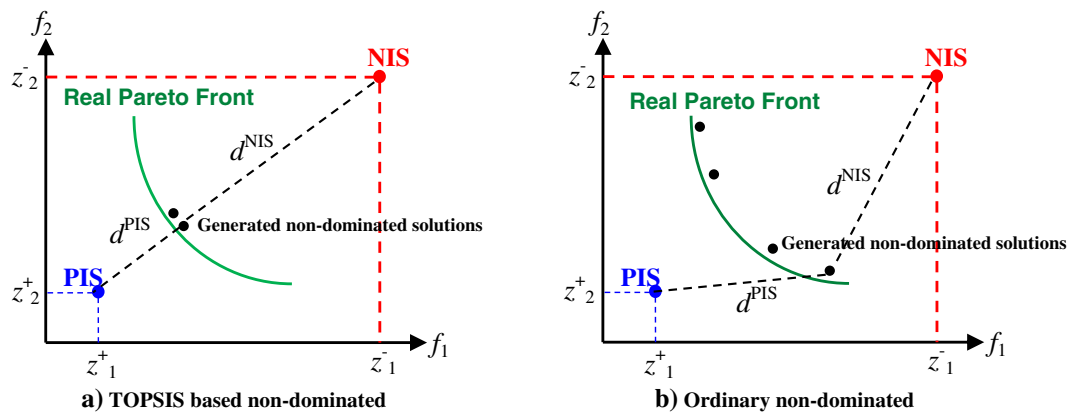 f2
NIS
z-2
Real Pareto Front
dNIS
Generated non-dominated solutions
dPIS
PIS
z+2
f1
z+1
z-1
a) TOPSIS based non-dominated
f2
NIS
z-2
Real Pareto Front
dNIS
Generated non-dominated solutions
PIS
z+2
dPIS
f1
z+1
z-1
b) Ordinary non-dominated